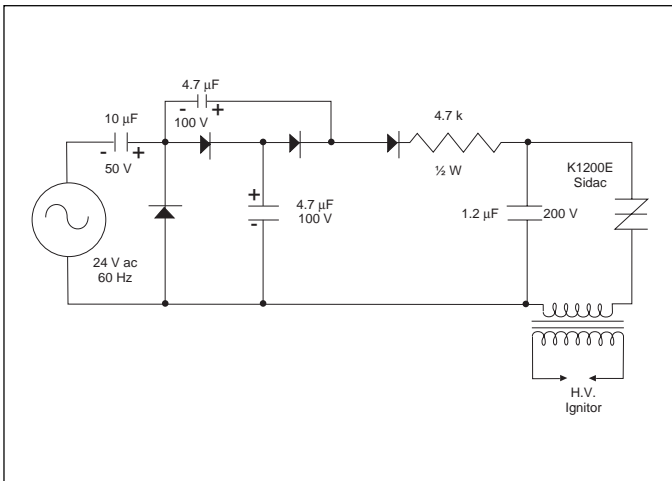 4.7 µF
- +
100 V
10 µF
- +
50 V
4.7 k
½ W
K1200E
Sidac
+
-
4.7 µF
100 V
1.2 µF
200 V
24 V ac
60 Hz
H.V.
Ignitor